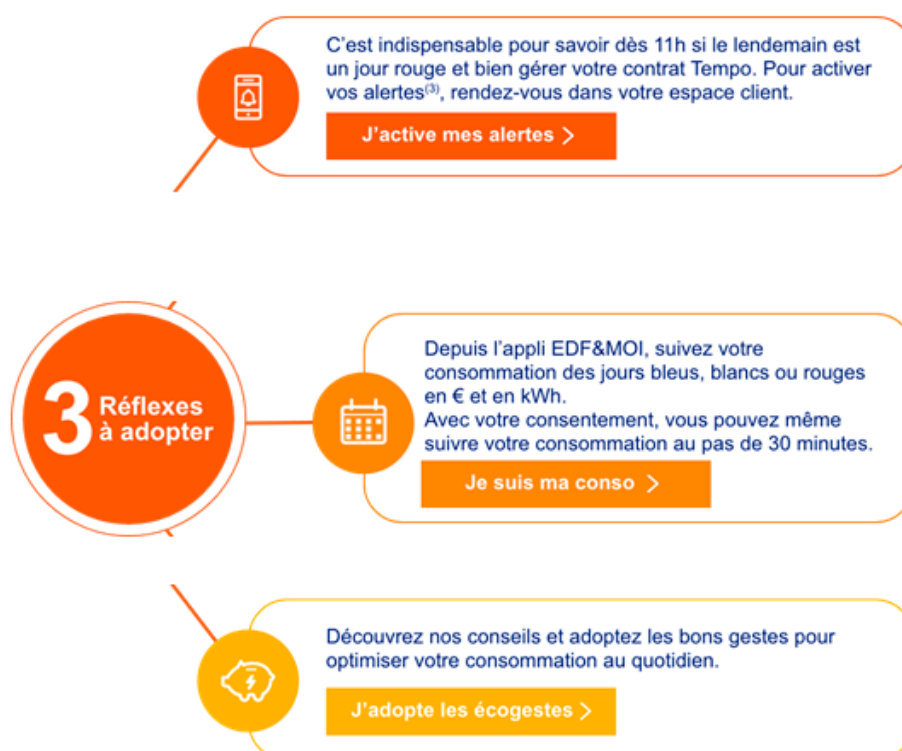 C’est indispensable pour savoir dès 11h si le lendemain est
un jour rouge et bien gérer votre contrat Tempo. Pour activer
vos alertes⁽³⁾, rendez-vous dans votre espace client.
J’active mes alertes >
3 Réflexes
à adopter
Depuis l’appli EDF&MOI, suivez votre
consommation des jours bleus, blancs ou rouges
en € et en kWh.
Avec votre consentement, vous pouvez même
suivre votre consommation au pas de 30 minutes.
Je suis ma conso >
Découvrez nos conseils et adoptez les bons gestes pour
optimiser votre consommation au quotidien.
J’adopte les écogestes >